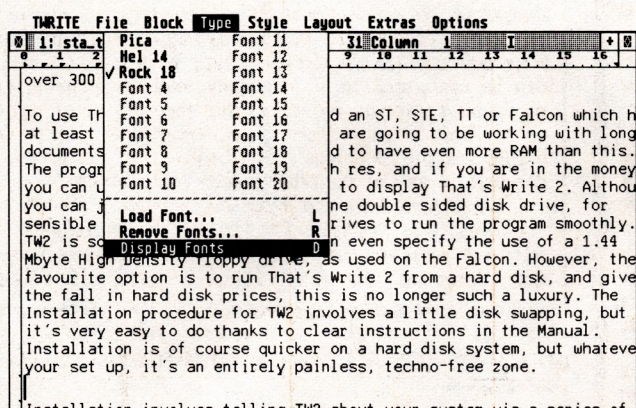 TWRITE File Block Type Style Layout Extras Options
1: sta_t 31 Column 1
0 1 2 9 10 11 12 13 14 15 16
Pica Font 11
Hel 14 Font 12
✓ Rock 18 Font 13
Font 4 Font 14
Font 5 Font 15
Font 6 Font 16
Font 7 Font 17
Font 8 Font 18
Font 9 Font 19
Font 10 Font 20
Load Font... L
Remove Fonts... R
Display Fonts D
over 300
To use Th d an ST, STE, TT or Falcon which h
at least are going to be working with long
documents d to have even more RAM than this.
The progr h res, and if you are in the money
you can u to display That's Write 2. Althou
you can j ne double sided disk drive, for
sensible rives to run the program smoothly.
TW2 is so n even specify the use of a 1.44
Mbyte High Density floppy drive, as used on the Falcon. However, the
favourite option is to run That's Write 2 from a hard disk, and give
the fall in hard disk prices, this is no longer such a luxury. The
Installation procedure for TW2 involves a little disk swapping, but
it's very easy to do thanks to clear instructions in the Manual.
Installation is of course quicker on a hard disk system, but whateve
your set up, it's an entirely painless, techno-free zone.
Installation involves telling TW2 about your system via a series of